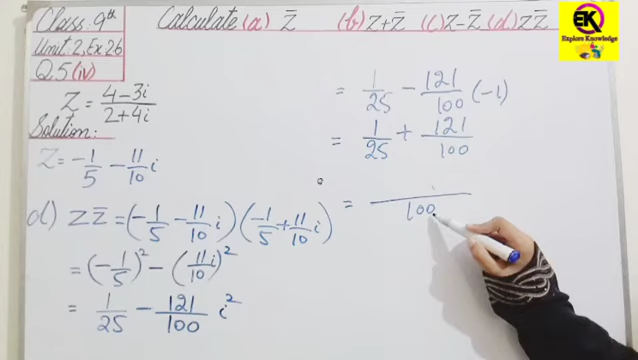 Class 9th
Unit 2, Ex 2.6
Q.5(iv)
Calculate (a) z̄ (b) z+z̄ (c) z-z̄ (d) zz̄
EK
Explore Knowledge
z = (4-3i)/(2+4i)
Solution:
z = -1/5 - 11/10 i
d) z z̄ = (-1/5 - 11/10 i)(-1/5 + 11/10 i)
= (-1/5)² - (11/10 i)²
= 1/25 - 121/100 i²
= 1/25 - 121/100 (-1)
= 1/25 + 121/100
= /100